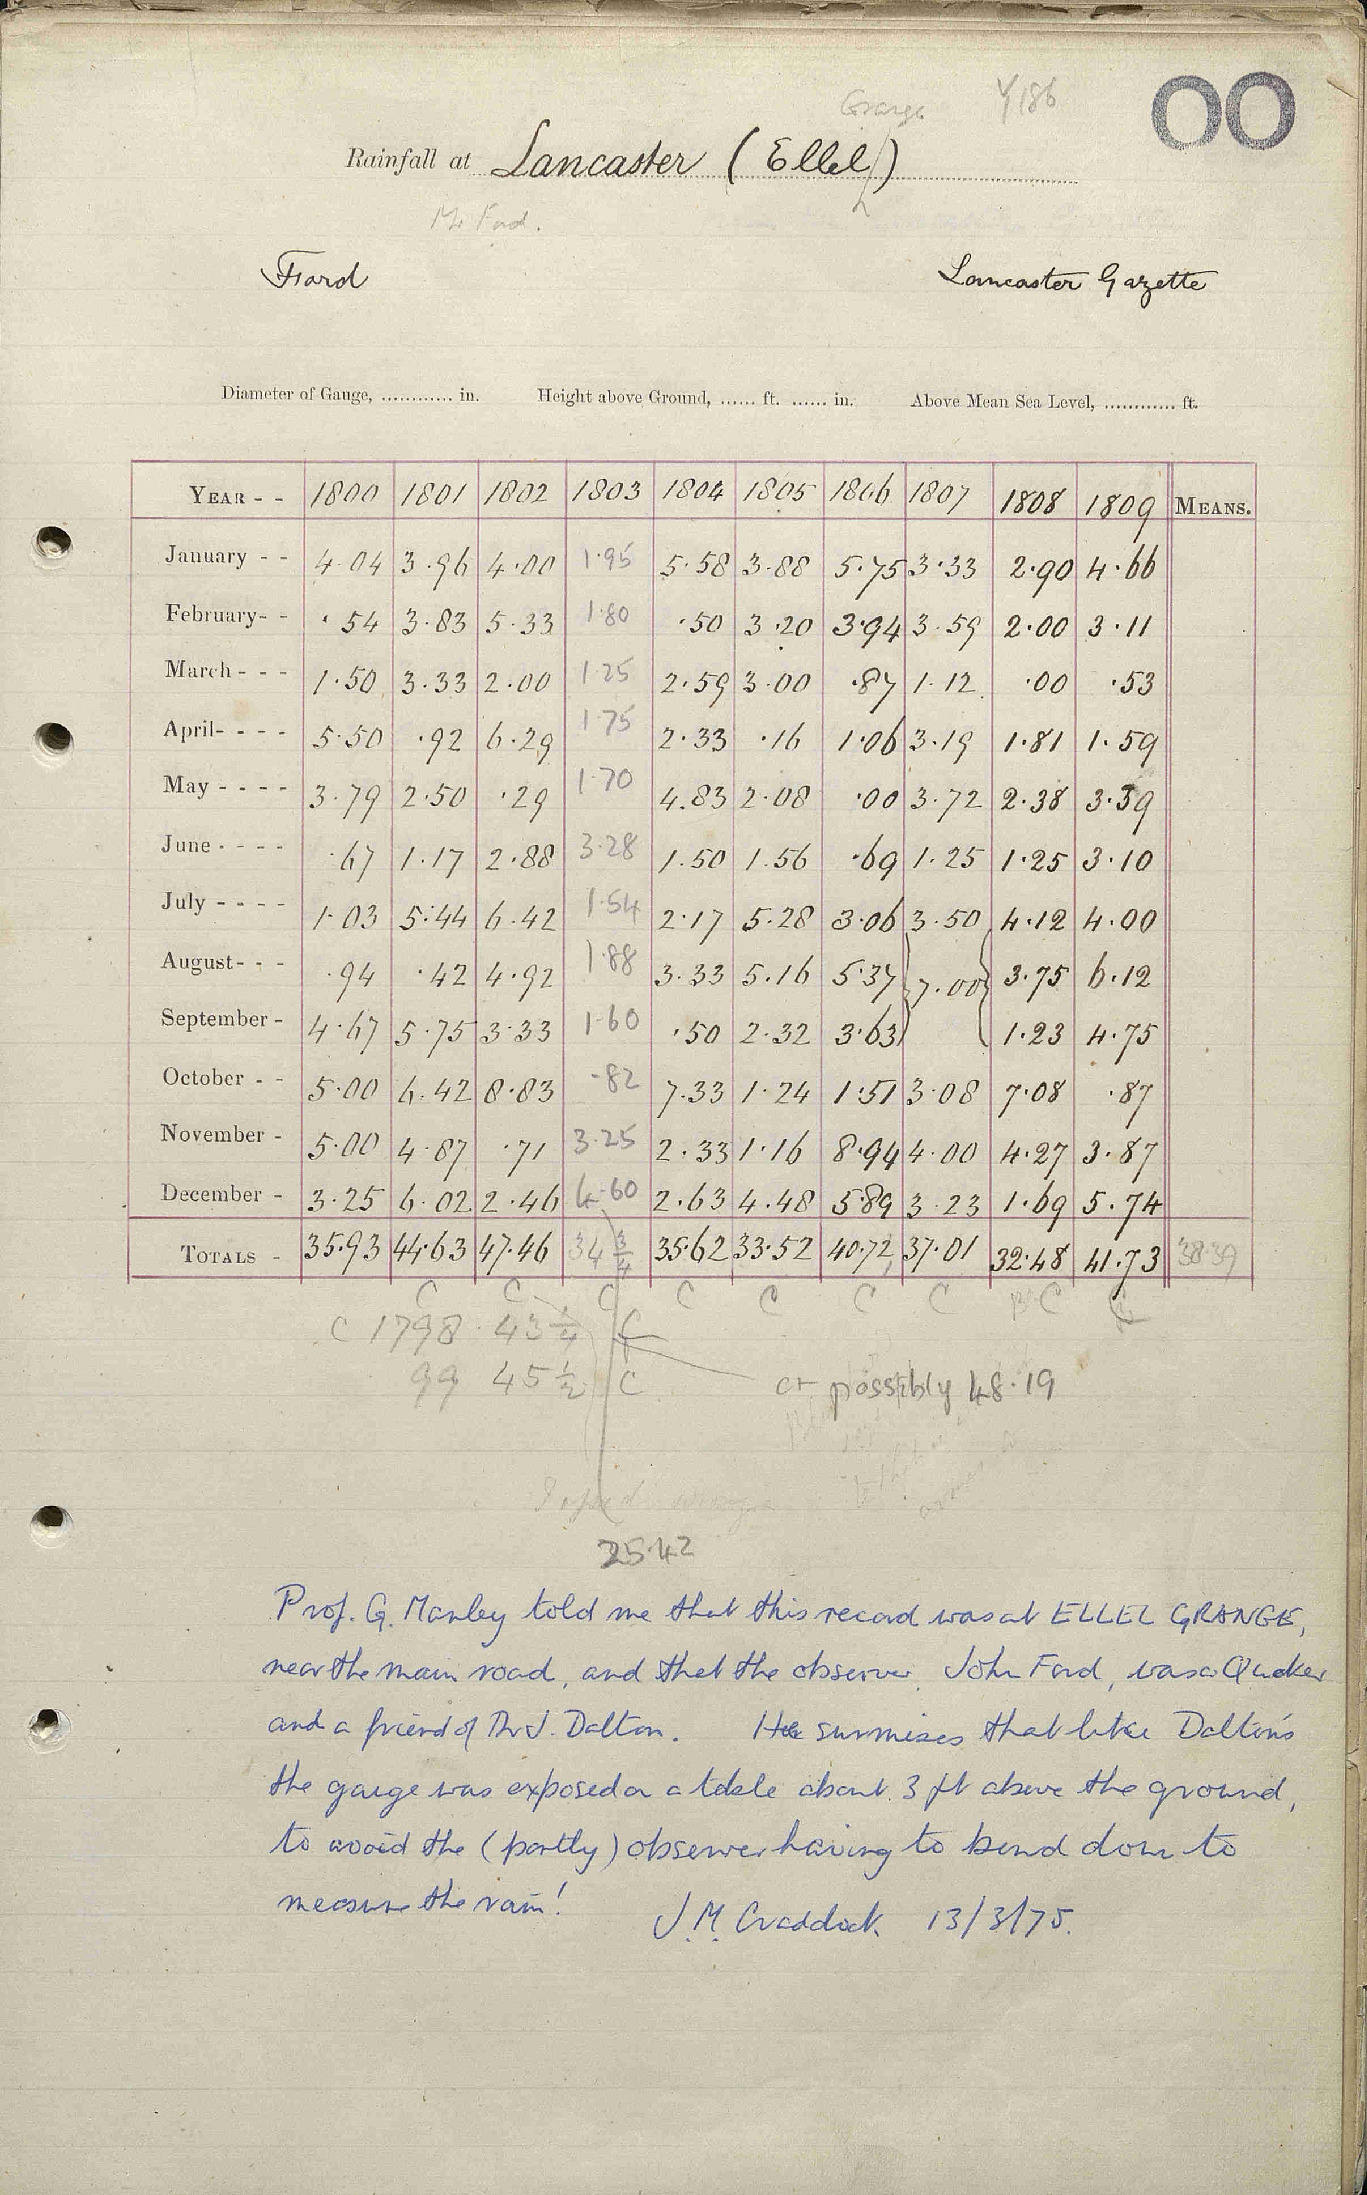 Grange Y186 00
Rainfall at Lancaster (Ellel)
Mr Ford.
Ford Lancaster Gazette
Diameter of Gauge, ............ in. Height above Ground, ...... ft. ...... in. Above Mean Sea Level, ............ ft.
YEAR - - 1800 1801 1802 1803 1804 1805 1806 1807 1808 1809 MEANS.
January - - 4.04 3.96 4.00 1.95 5.58 3.88 5.75 3.33 2.90 4.66
February- - .54 3.83 5.33 1.80 .50 3.20 3.94 3.59 2.00 3.11
March - - - 1.50 3.33 2.00 1.25 2.59 3.00 .87 1.12 .00 .53
April- - - - 5.50 .92 6.29 1.75 2.33 .16 1.06 3.19 1.81 1.59
May - - - - 3.79 2.50 .29 1.70 4.83 2.08 .00 3.72 2.38 3.39
June - - - - .67 1.17 2.88 3.28 1.50 1.56 .69 1.25 1.25 3.10
July - - - - 1.03 5.44 6.42 1.54 2.17 5.28 3.06 3.50 4.12 4.00
August- - - .94 .42 4.92 1.88 3.33 5.16 5.37 } 7.00 { 3.75 6.12
September - 4.67 5.75 3.33 1.60 .50 2.32 3.63 1.23 4.75
October - - 5.00 6.42 8.83 .82 7.33 1.24 1.51 3.08 7.08 .87
November - 5.00 4.87 .71 3.25 2.33 1.16 8.94 4.00 4.27 3.87
December - 3.25 6.02 2.46 4.60 2.63 4.48 5.89 3.23 1.69 5.74
TOTALS - 35.93 44.63 47.46 34 3/4 35.62 33.52 40.72 37.01 32.48 41.73 38.39
C C C C C C C C
C 1798 43 1/4 C
99 45 1/2 C or possibly 48.19
25.42
Prof. G. Manley told me that this record was at ELLEL GRANGE,
near the main road, and that the observer, John Ford, was a Quaker
and a friend of Dr J. Dalton. He surmises that like Dalton's
the gauge was exposed on a table about 3 ft above the ground,
to avoid the (portly) observer having to bend down to
measure the rain! J.M. Craddock 13/3/75.